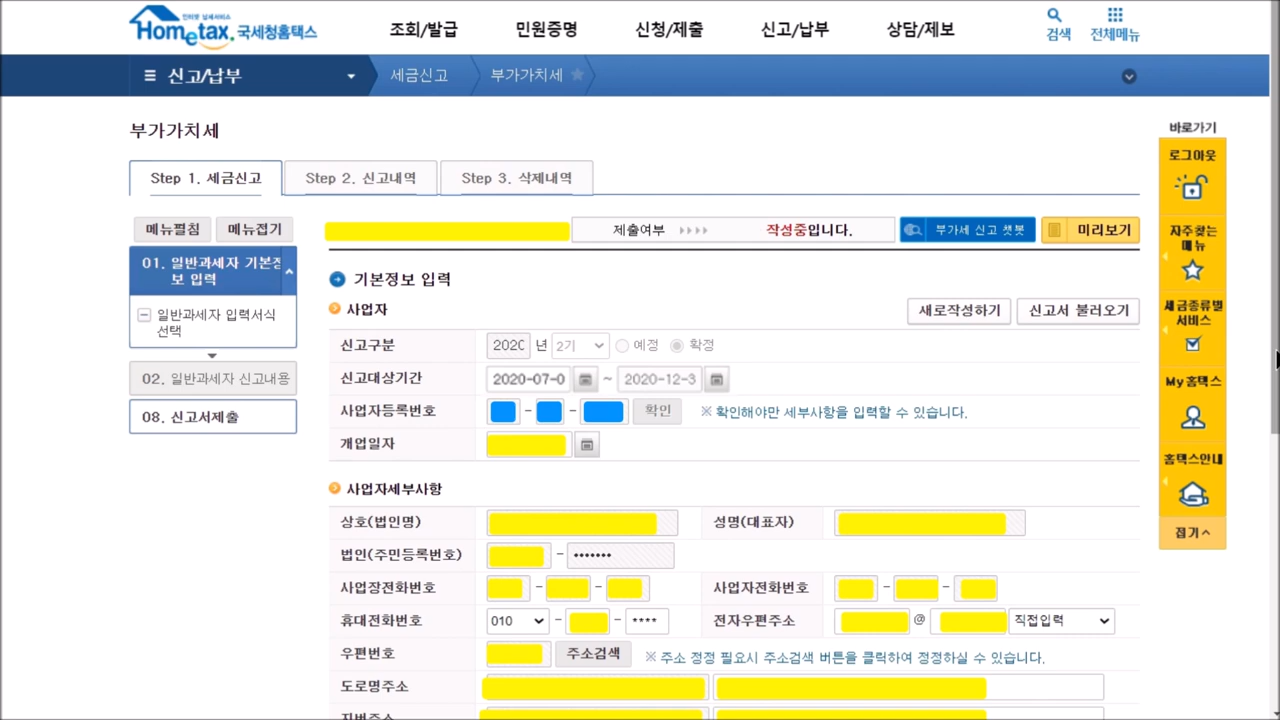 인터넷 납세서비스
Hometax. 국세청홈택스
조회/발급 민원증명 신청/제출 신고/납부 상담/제보
검색 전체메뉴
신고/납부 세금신고 부가가치세
부가가치세
바로가기
로그아웃
자주찾는
메뉴
세금종류별
서비스
My홈택스
홈택스안내
접기
Step 1. 세금신고 Step 2. 신고내역 Step 3. 삭제내역
메뉴펼침 메뉴접기
01. 일반과세자 기본정
보 입력
일반과세자 입력서식
선택
02. 일반과세자 신고내용
08. 신고서제출
제출여부 작성중입니다. 부가세 신고 챗봇 미리보기
기본정보 입력
사업자 새로작성하기 신고서 불러오기
신고구분 2020 년 2기 예정 확정
신고대상기간 2020-07-0 ~ 2020-12-3
사업자등록번호 - - 확인 ※ 확인해야만 세부사항을 입력할 수 있습니다.
개업일자
사업자세부사항
상호(법인명) 성명(대표자)
법인(주민등록번호) - •••••••
사업장전화번호 - - 사업자전화번호 - -
휴대전화번호 010 - - **** 전자우편주소 @ 직접입력
우편번호 주소검색 ※ 주소 정정 필요시 주소검색 버튼을 클릭하여 정정하실 수 있습니다.
도로명주소
지번주소